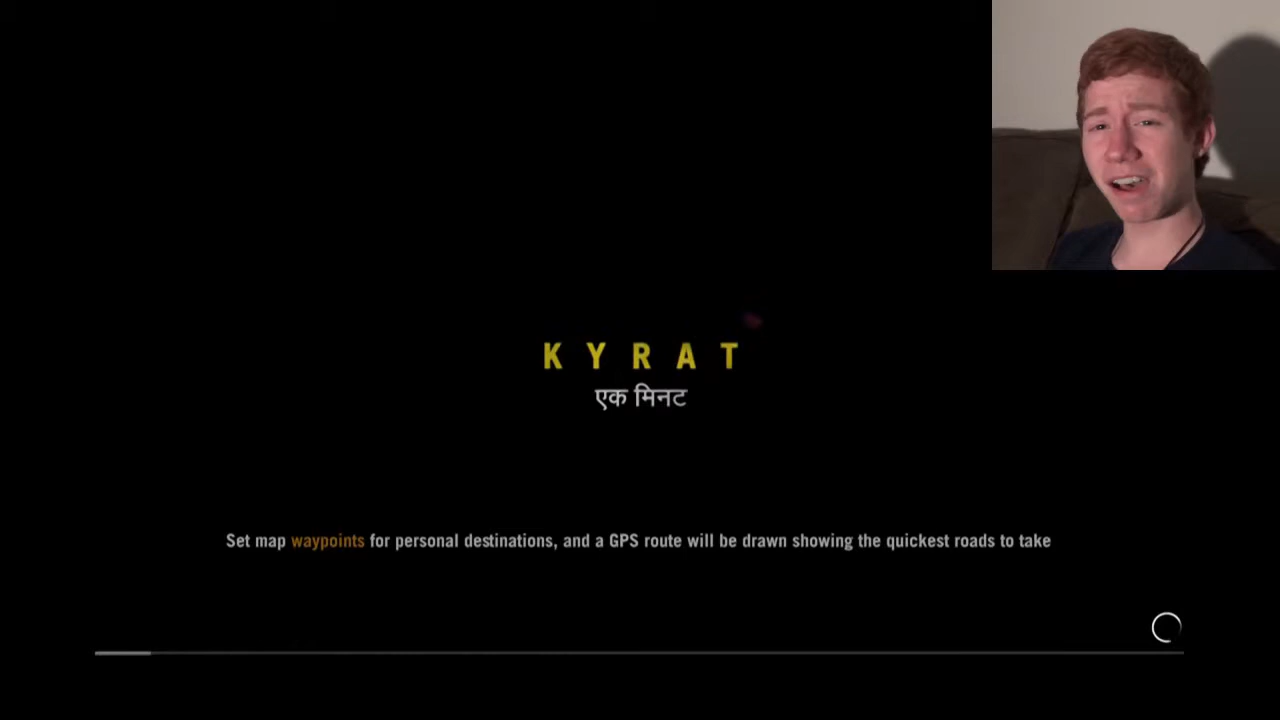 KYRAT
एक मिनट
Set map waypoints for personal destinations, and a GPS route will be drawn showing the quickest roads to take